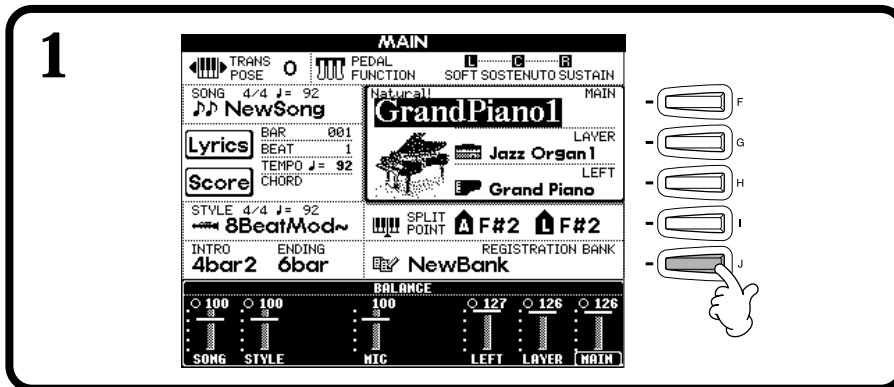 1
MAIN
TRANSPOSE 0 PEDAL FUNCTION L C R
SOFT SOSTENUTO SUSTAIN
SONG 4/4 ♩= 92
NewSong
Natural! MAIN
GrandPiano1
F
Lyrics BAR 001
BEAT 1
LAYER
Jazz Organ1
G
Score TEMPO ♩= 92
CHORD
LEFT
Grand Piano
H
STYLE 4/4 ♩= 92
8BeatMod~
SPLIT POINT A F#2 L F#2
I
INTRO ENDING
4bar2 6bar
REGISTRATION BANK
NewBank
J
BALANCE
100 100 100 127 126 126
SONG STYLE MIC LEFT LAYER MAIN